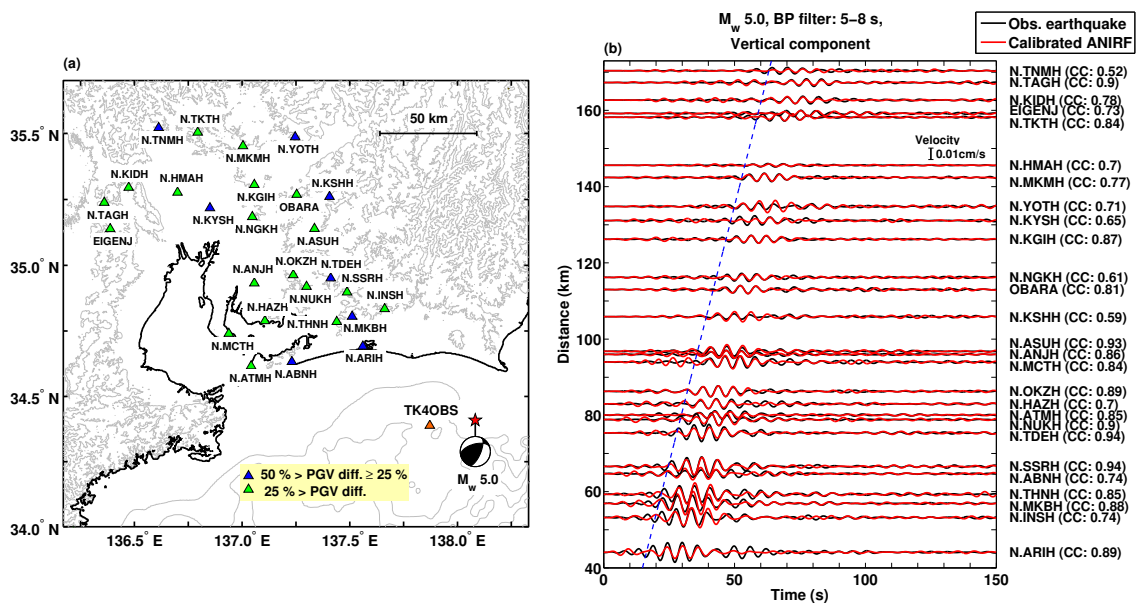 (a)
35.5° N
35.0° N
34.5° N
34.0° N
136.5° E
137.0° E
137.5° E
138.0° E
50 km
N.TKTH
N.TNMH
N.YOTH
N.MKMH
N.KIDH
N.HMAH
N.KGIH
N.KSHH
OBARA
N.TAGH
N.KYSH
N.NGKH
EIGENJ
N.ASUH
N.OKZH
N.TDEH
N.ANJH
N.SSRH
N.NUKH
N.INSH
N.HAZH
N.THNH
N.MKBH
N.MCTH
N.ARIH
N.ATMH
N.ABNH
TK4OBS
M w 5.0
50 % > PGV diff. ≥ 25 %
25 % > PGV diff.
M w 5.0, BP filter: 5−8 s,
Vertical component
(b)
Obs. earthquake
Calibrated ANIRF
Velocity
0.01cm/s
Distance (km)
160
140
120
100
80
60
40
0
50
100
150
Time (s)
N.TNMH (CC: 0.52)
N.TAGH (CC: 0.9)
N.KIDH (CC: 0.78)
EIGENJ (CC: 0.73)
N.TKTH (CC: 0.84)
N.HMAH (CC: 0.7)
N.MKMH (CC: 0.77)
N.YOTH (CC: 0.71)
N.KYSH (CC: 0.65)
N.KGIH (CC: 0.87)
N.NGKH (CC: 0.61)
OBARA (CC: 0.81)
N.KSHH (CC: 0.59)
N.ASUH (CC: 0.93)
N.ANJH (CC: 0.86)
N.MCTH (CC: 0.84)
N.OKZH (CC: 0.89)
N.HAZH (CC: 0.7)
N.ATMH (CC: 0.85)
N.NUKH (CC: 0.9)
N.TDEH (CC: 0.94)
N.SSRH (CC: 0.94)
N.ABNH (CC: 0.74)
N.THNH (CC: 0.85)
N.MKBH (CC: 0.88)
N.INSH (CC: 0.74)
N.ARIH (CC: 0.89)